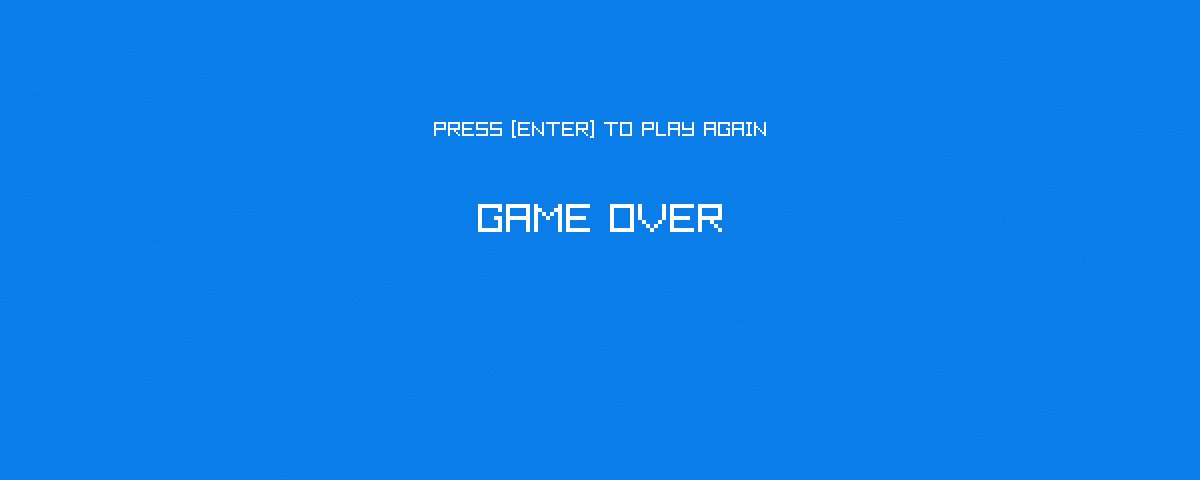 PRESS [ENTER] TO PLAY AGAIN
GAME OVER